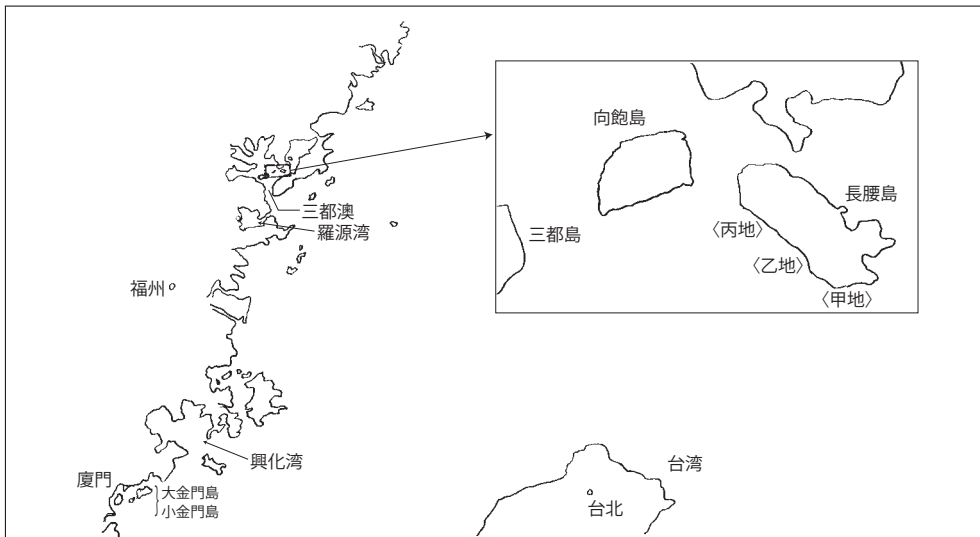 向飽島
長腰島
三都島
〈丙地〉
〈乙地〉
〈甲地〉
三都澳
羅源湾
福州
興化湾
廈門
大金門島
小金門島
台湾
台北